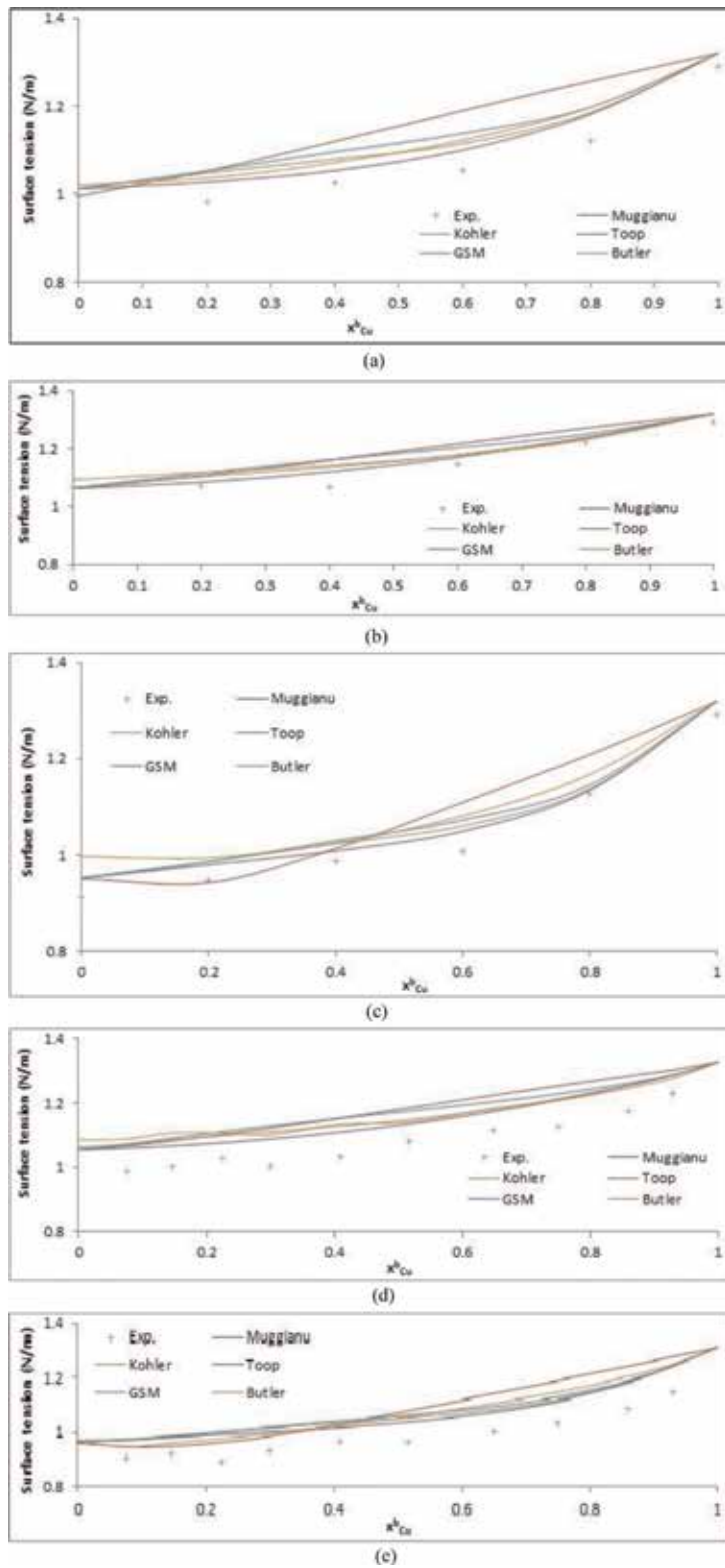 1.4
1.2
1
0.8
Surface tension (N/m)
Exp. Muggianu
Kohler Toop
GSM Butler
0 0.1 0.2 0.3 0.4 0.5 0.6 0.7 0.8 0.9 1
x^b_Cu
(a)
1.4
1.2
1
0.8
Surface tension (N/m)
Exp. Muggianu
Kohler Toop
GSM Butler
0 0.1 0.2 0.3 0.4 0.5 0.6 0.7 0.8 0.9 1
x^b_Cu
(b)
1.4
1.2
1
0.8
Surface tension (N/m)
Exp. Muggianu
Kohler Toop
GSM Butler
0 0.2 0.4 0.6 0.8 1
x^b_Cu
(c)
1.4
1.2
1
0.8
Surface tension (N/m)
Exp. Muggianu
Kohler Toop
GSM Butler
0 0.2 0.4 0.6 0.8 1
x^b_Cu
(d)
1.4
1.2
1
0.8
Surface tension (N/m)
Exp. Muggianu
Kohler Toop
GSM Butler
0 0.2 0.4 0.6 0.8 1
x^b_Cu
(e)